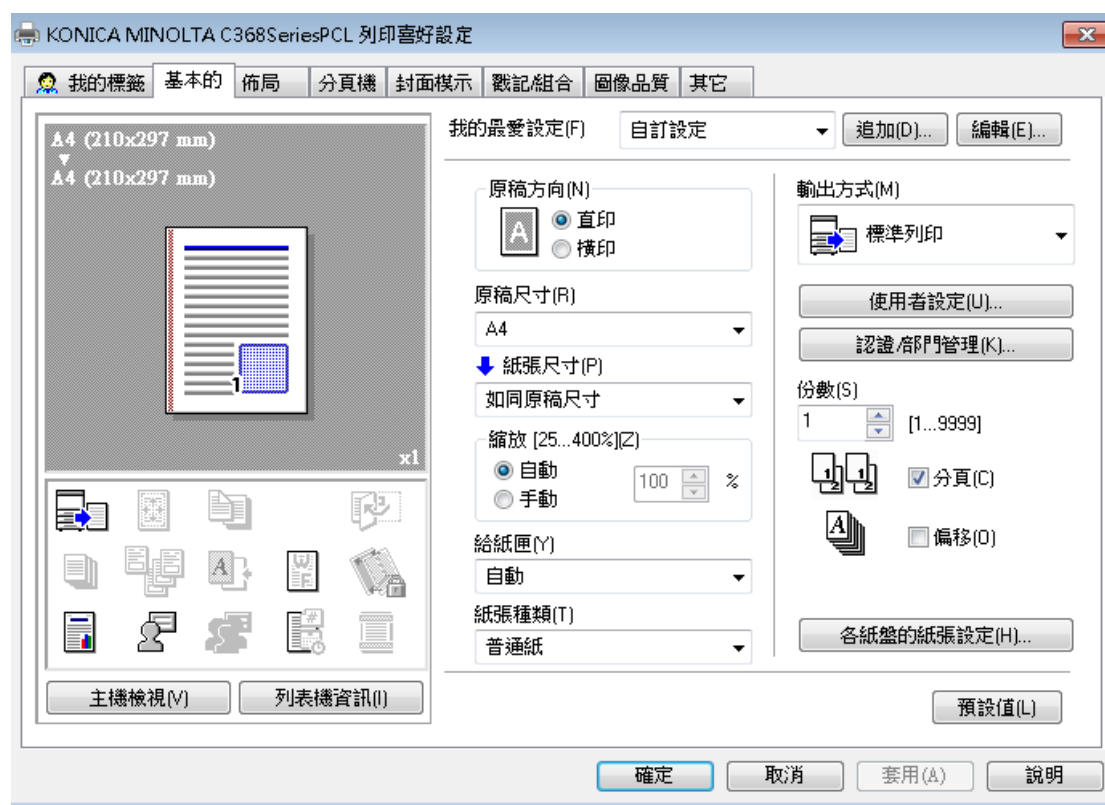 KONICA MINOLTA C368SeriesPCL 列印喜好設定
我的標籤 基本的 佈局 分頁機 封面模示 戳記/組合 圖像品質 其它
A4 (210x297 mm)
A4 (210x297 mm)
1
x1
主機檢視(V) 列表機資訊(I)
我的最愛設定(F) 自訂設定 追加(D)... 編輯(E)...
原稿方向(N)
A
直印
橫印
原稿尺寸(R)
A4
紙張尺寸(P)
如同原稿尺寸
縮放 [25...400%](Z)
自動
手動
100 %
給紙匣(Y)
自動
紙張種類(T)
普通紙
輸出方式(M)
標準列印
使用者設定(U)...
認證/部門管理(K)...
份數(S)
1 [1...9999]
分頁(C)
偏移(O)
各紙盤的紙張設定(H)...
預設值(L)
確定 取消 套用(A) 說明